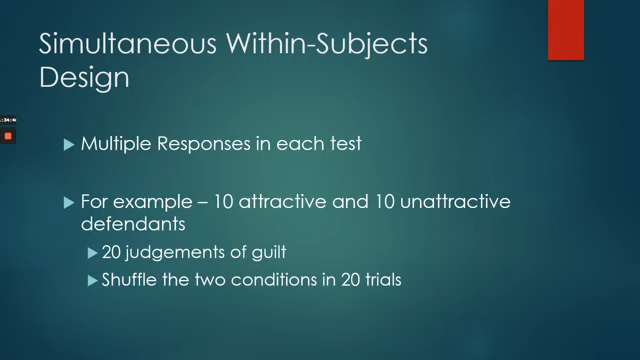 Simultaneous Within-Subjects
Design
Multiple Responses in each test
For example – 10 attractive and 10 unattractive
defendants
20 judgements of guilt
Shuffle the two conditions in 20 trials